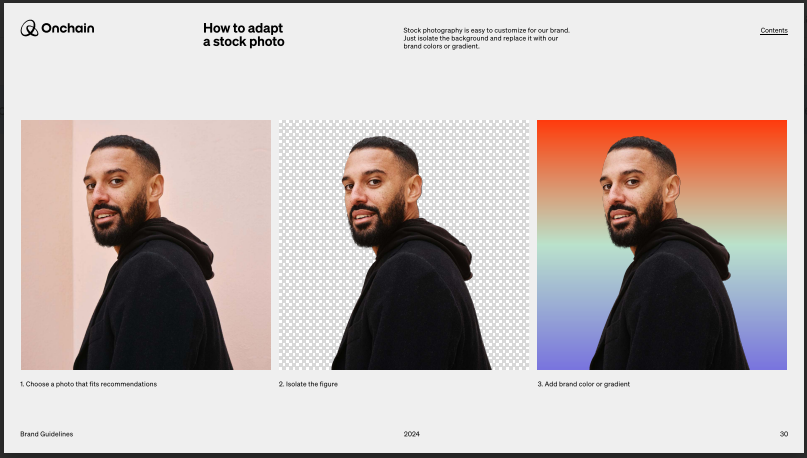 Onchain
How to adapt
a stock photo
Stock photography is easy to customize for our brand.
Just isolate the background and replace it with our
brand colors or gradient.
Contents
1. Choose a photo that fits recommendations
2. Isolate the figure
3. Add brand color or gradient
Brand Guidelines
2024
30